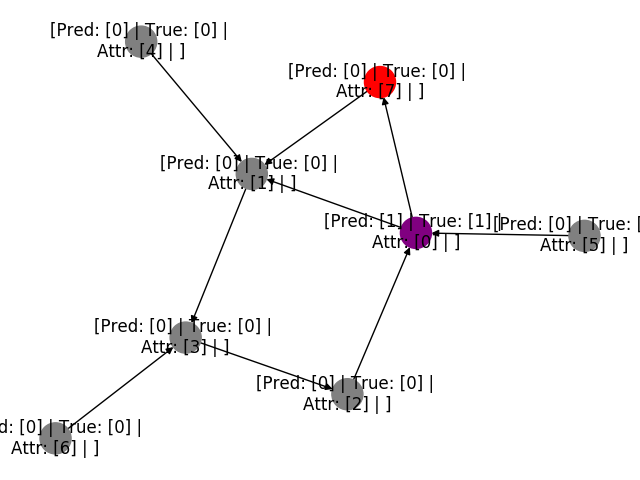 [Pred: [0] | True: [0] |
Attr: [4] | ]
[Pred: [0] | True: [0] |
Attr: [7] | ]
[Pred: [0] | True: [0] |
Attr: [1] | ]
[Pred: [1] | True: [1] |
Attr: [0] | ]
[Pred: [0] | True: [
Attr: [5] | ]
[Pred: [0] | True: [0] |
Attr: [3] | ]
[Pred: [0] | True: [0] |
Attr: [2] | ]
d: [0] | True: [0] |
Attr: [6] | ]